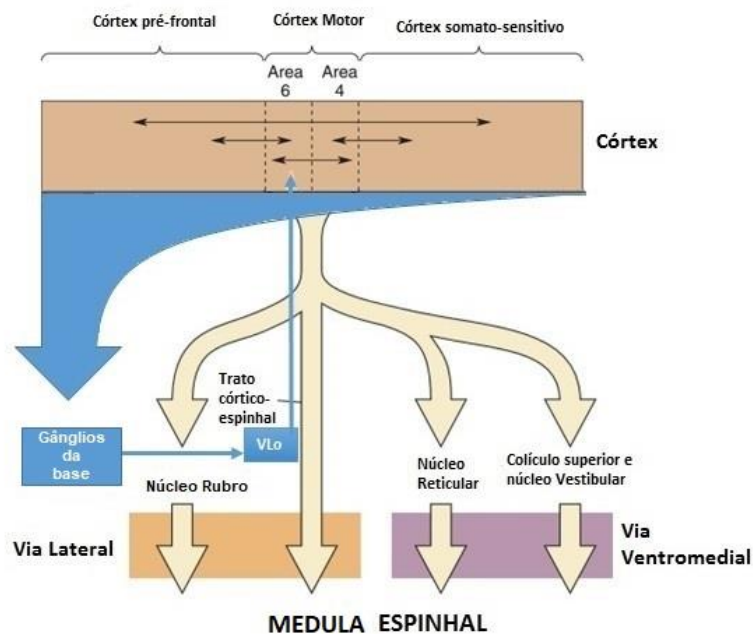 Córtex pré-frontal
Córtex Motor
Córtex somato-sensitivo
Area
6
Area
4
Córtex
Trato
córtico-
espinhal
Gânglios
da
base
VLo
Núcleo Rubro
Núcleo
Reticular
Colículo superior e
núcleo Vestibular
Via Lateral
Via
Ventromedial
MEDULA ESPINHAL